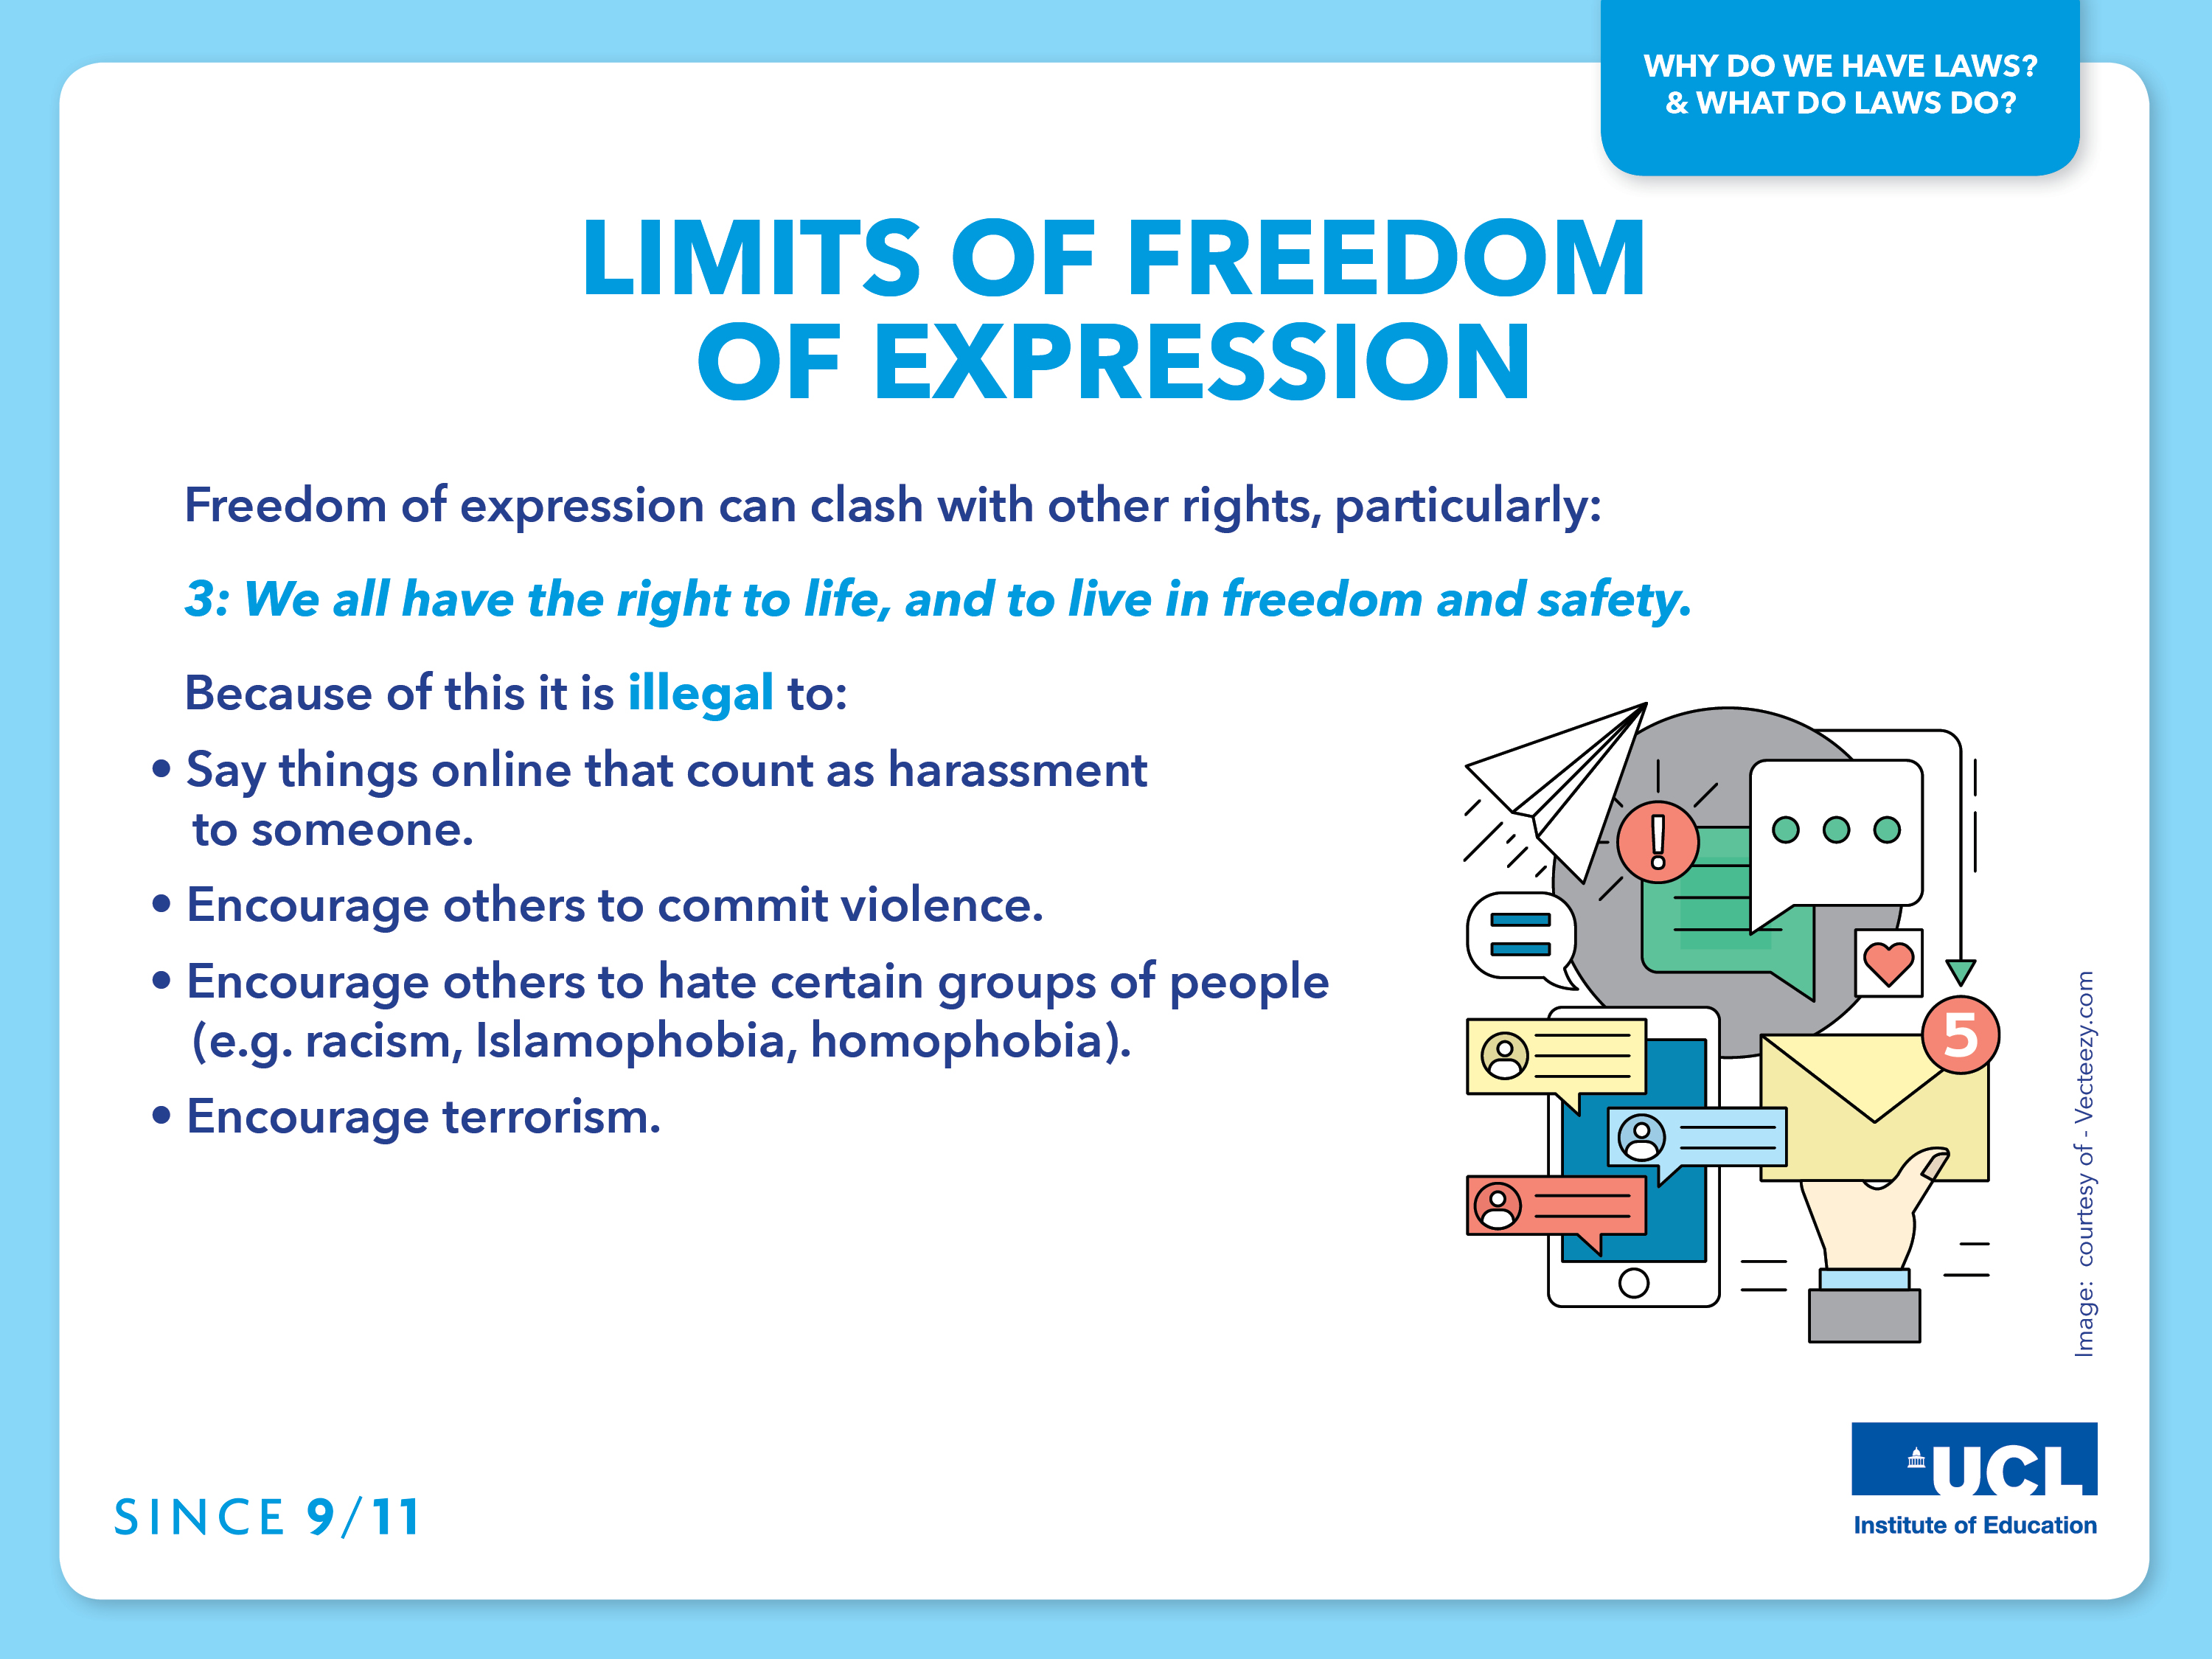 WHY DO WE HAVE LAWS?
& WHAT DO LAWS DO?
LIMITS OF FREEDOM
OF EXPRESSION
Freedom of expression can clash with other rights, particularly:
3: We all have the right to life, and to live in freedom and safety.
Because of this it is illegal to:
• Say things online that count as harassment
to someone.
• Encourage others to commit violence.
• Encourage others to hate certain groups of people
(e.g. racism, Islamophobia, homophobia).
• Encourage terrorism.
!
5
Image: courtesy of - Vecteezy.com
SINCE 9/11
UCL
Institute of Education